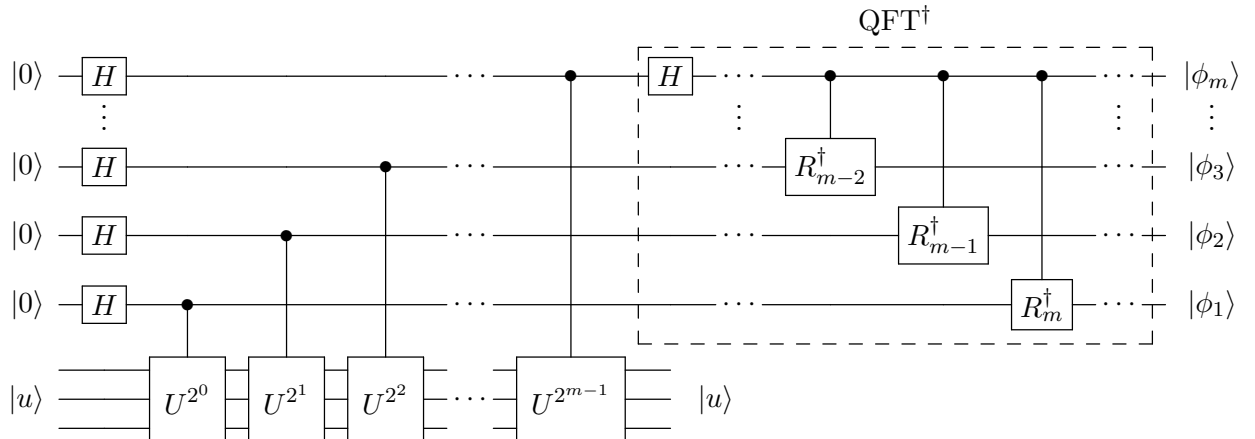 QFT†
|0⟩ H ··· H ··· ··· |ϕ_m⟩
⋮ ⋮ ⋮ ⋮
|0⟩ H ··· ··· R†_{m−2} ··· |ϕ_3⟩
|0⟩ H ··· ··· R†_{m−1} ··· |ϕ_2⟩
|0⟩ H ··· ··· R†_m ··· |ϕ_1⟩
|u⟩ U^{2^0} U^{2^1} U^{2^2} ··· U^{2^{m−1}} |u⟩